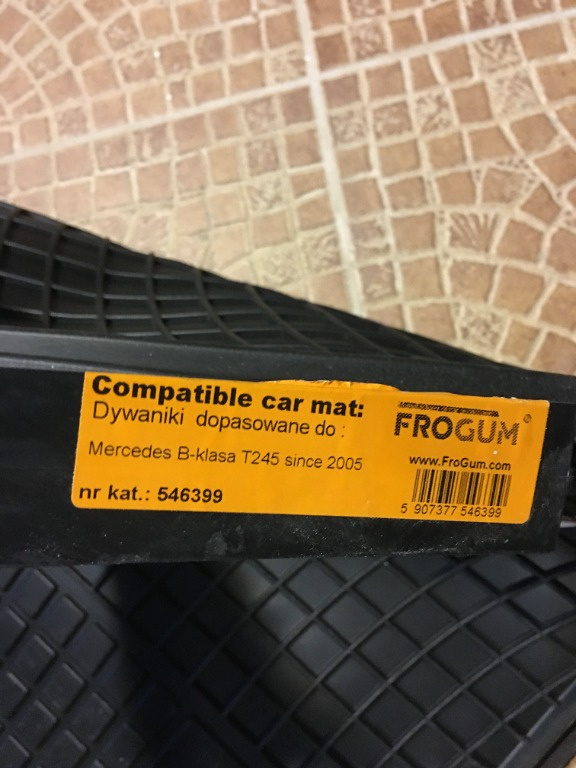 Compatible car mat:
Dywaniki dopasowane do :
Mercedes B-klasa T245 since 2005
nr kat.: 546399
FROGUM®
www.FroGum.com
5 907377 546399